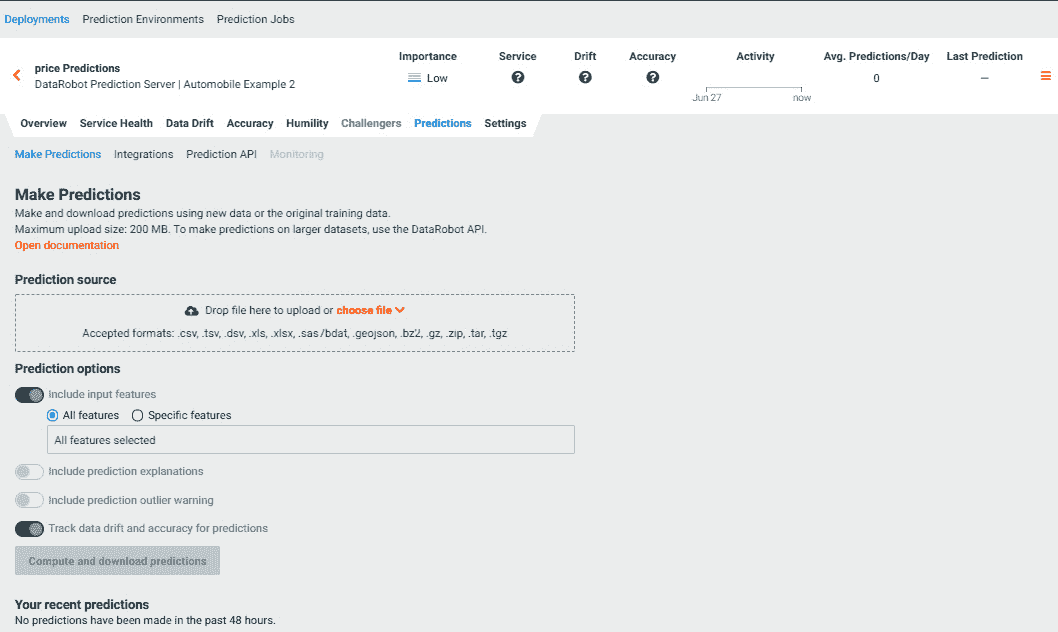 Deployments Prediction Environments Prediction Jobs
Importance Service Drift Accuracy Activity Avg. Predictions/Day Last Prediction
price Predictions
DataRobot Prediction Server | Automobile Example 2
Low ? ? ? 0 —
Jun 27 now
Overview Service Health Data Drift Accuracy Humility Challengers Predictions Settings
Make Predictions Integrations Prediction API Monitoring
Make Predictions
Make and download predictions using new data or the original training data.
Maximum upload size: 200 MB. To make predictions on larger datasets, use the DataRobot API.
Open documentation
Prediction source
Drop file here to upload or choose file
Accepted formats: .csv, .tsv, .dsv, .xls, .xlsx, .sas7bdat, .geojson, .bz2, .gz, .zip, .tar, .tgz
Prediction options
Include input features
All features Specific features
All features selected
Include prediction explanations
Include prediction outlier warning
Track data drift and accuracy for predictions
Compute and download predictions
Your recent predictions
No predictions have been made in the past 48 hours.